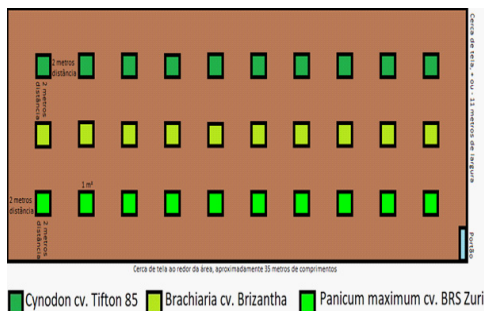 2 metros
distância
2 metros
distância
Cerca de tela, + ou - 11 metros de largura
1 m²
2 metros
distância
2 metros
distância
Portão
Cerca de tela ao redor da área, aproximadamente 35 metros de comprimentos
Cynodon cv. Tifton 85
Brachiaria cv. Brizantha
Panicum maximum cv. BRS Zuri